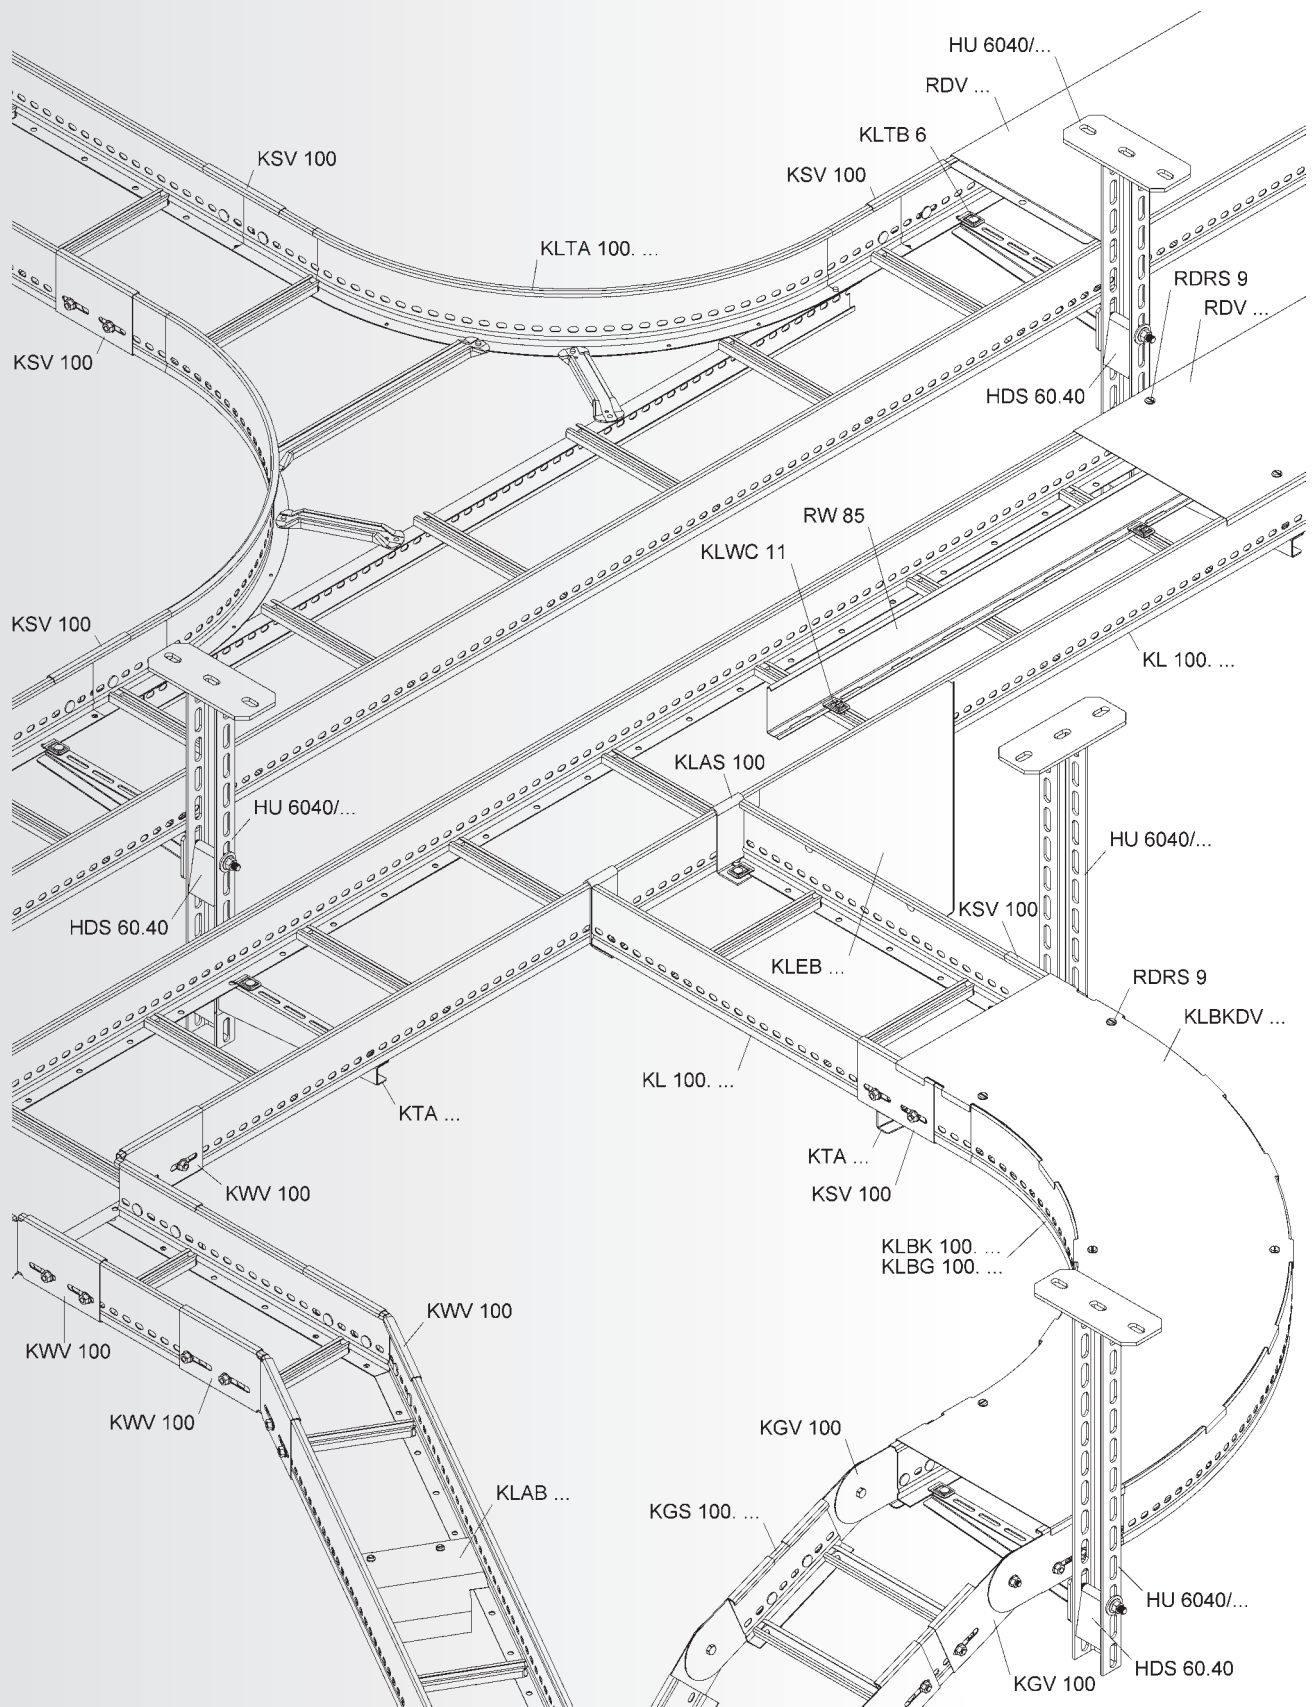 HU 6040/...
RDV ...
KLTB 6
KSV 100
KSV 100
KLTA 100. ...
RDRS 9
RDV ...
KSV 100
HDS 60.40
RW 85
KLWC 11
KSV 100
KL 100. ...
KLAS 100
HU 6040/...
HU 6040/...
HDS 60.40
KSV 100
KLEB ...
RDRS 9
KLBKDV ...
KL 100. ...
KTA ...
KTA ...
KSV 100
KWV 100
KLBK 100. ...
KLBG 100. ...
KWV 100
KWV 100
KWV 100
KGV 100
KLAB ...
KGS 100. ...
HU 6040/...
HDS 60.40
KGV 100